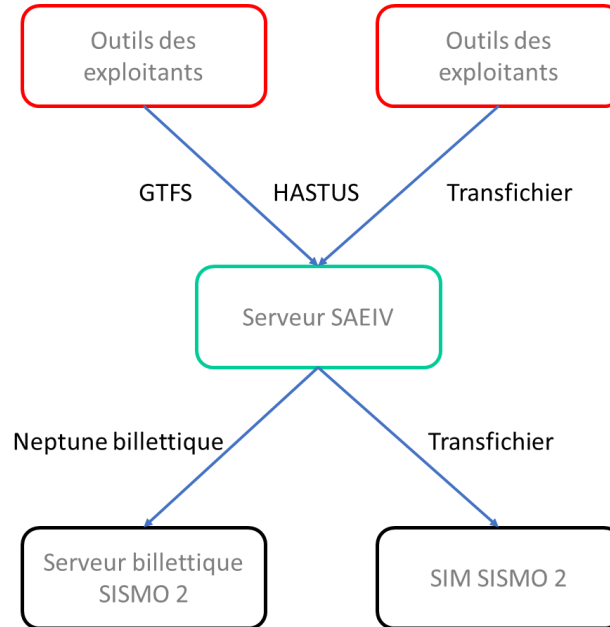 Outils des
exploitants
Outils des
exploitants
GTFS
HASTUS
Transfichier
Serveur SAEIV
Neptune billettique
Transfichier
Serveur billettique
SISMO 2
SIM SISMO 2